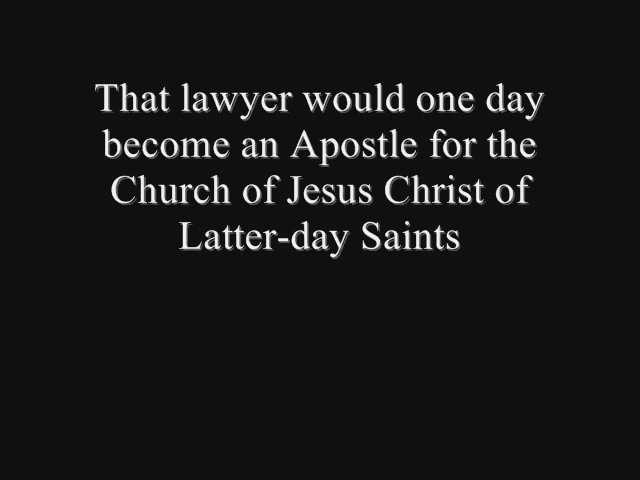 That lawyer would one day
become an Apostle for the
Church of Jesus Christ of
Latter-day Saints